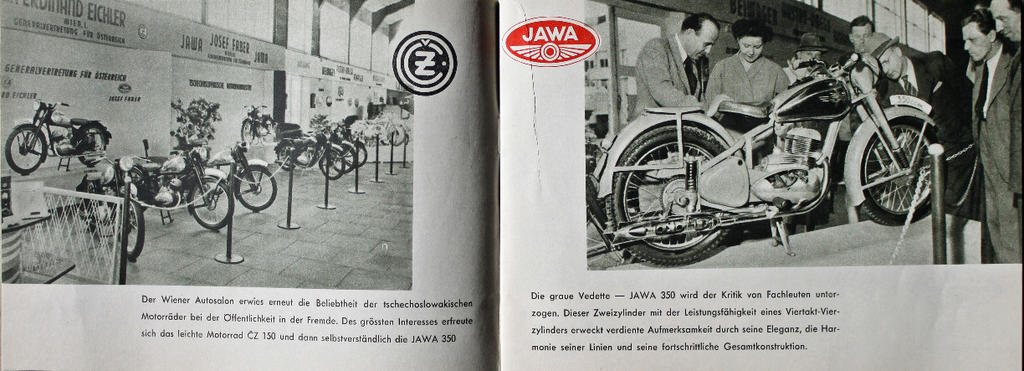 FERDINAND EICHLER
WIEN I.
GENERALVERTRETUNG FÜR ÖSTERREICH
JAWA JOSEF FABER JAWA
GENERALVERTRETUNG FÜR ÖSTERREICH
EICHLER
JOSEF FABER
ČZ
Der Wiener Autosalon erwies erneut die Beliebtheit der tschechoslowakischen
Motorräder bei der Öffentlichkeit in der Fremde. Des grössten Interesses erfreute
sich das leichte Motorrad ČZ 150 und dann selbstverständlich die JAWA 350
JAWA
BEIWAGEN
Die graue Vedette — JAWA 350 wird der Kritik von Fachleuten unter-
zogen. Dieser Zweizylinder mit der Leistungsfähigkeit eines Viertakt-Vier-
zylinders erweckt verdiente Aufmerksamkeit durch seine Eleganz, die Har-
monie seiner Linien und seine fortschrittliche Gesamtkonstruktion.